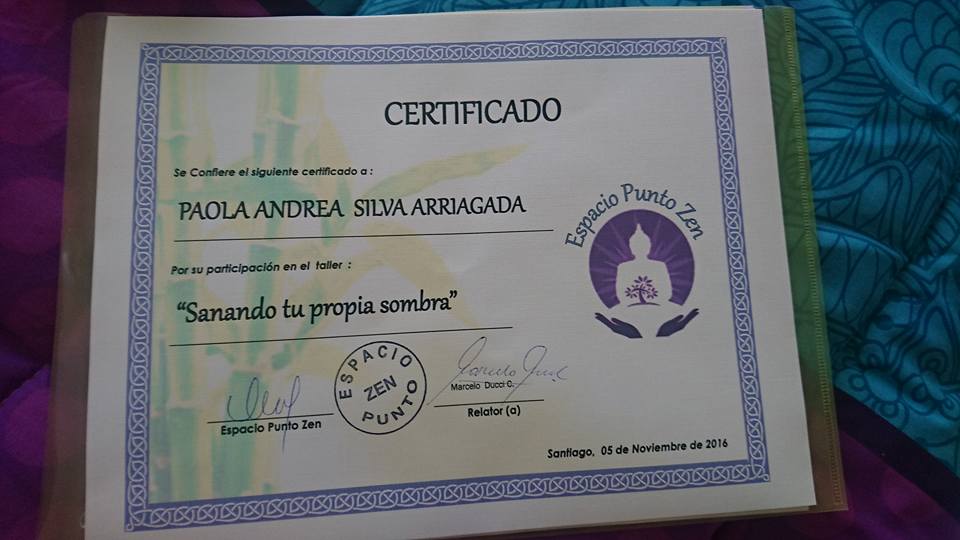 CERTIFICADO
Se Confiere el siguiente certificado a :
PAOLA ANDREA SILVA ARRIAGADA
Espacio Punto Zen
Por su participación en el taller :
“Sanando tu propia sombra”
ESPACIO
ZEN
PUNTO
Marcelo Ducci C.
Espacio Punto Zen
Relator (a)
Santiago, 05 de Noviembre de 2016